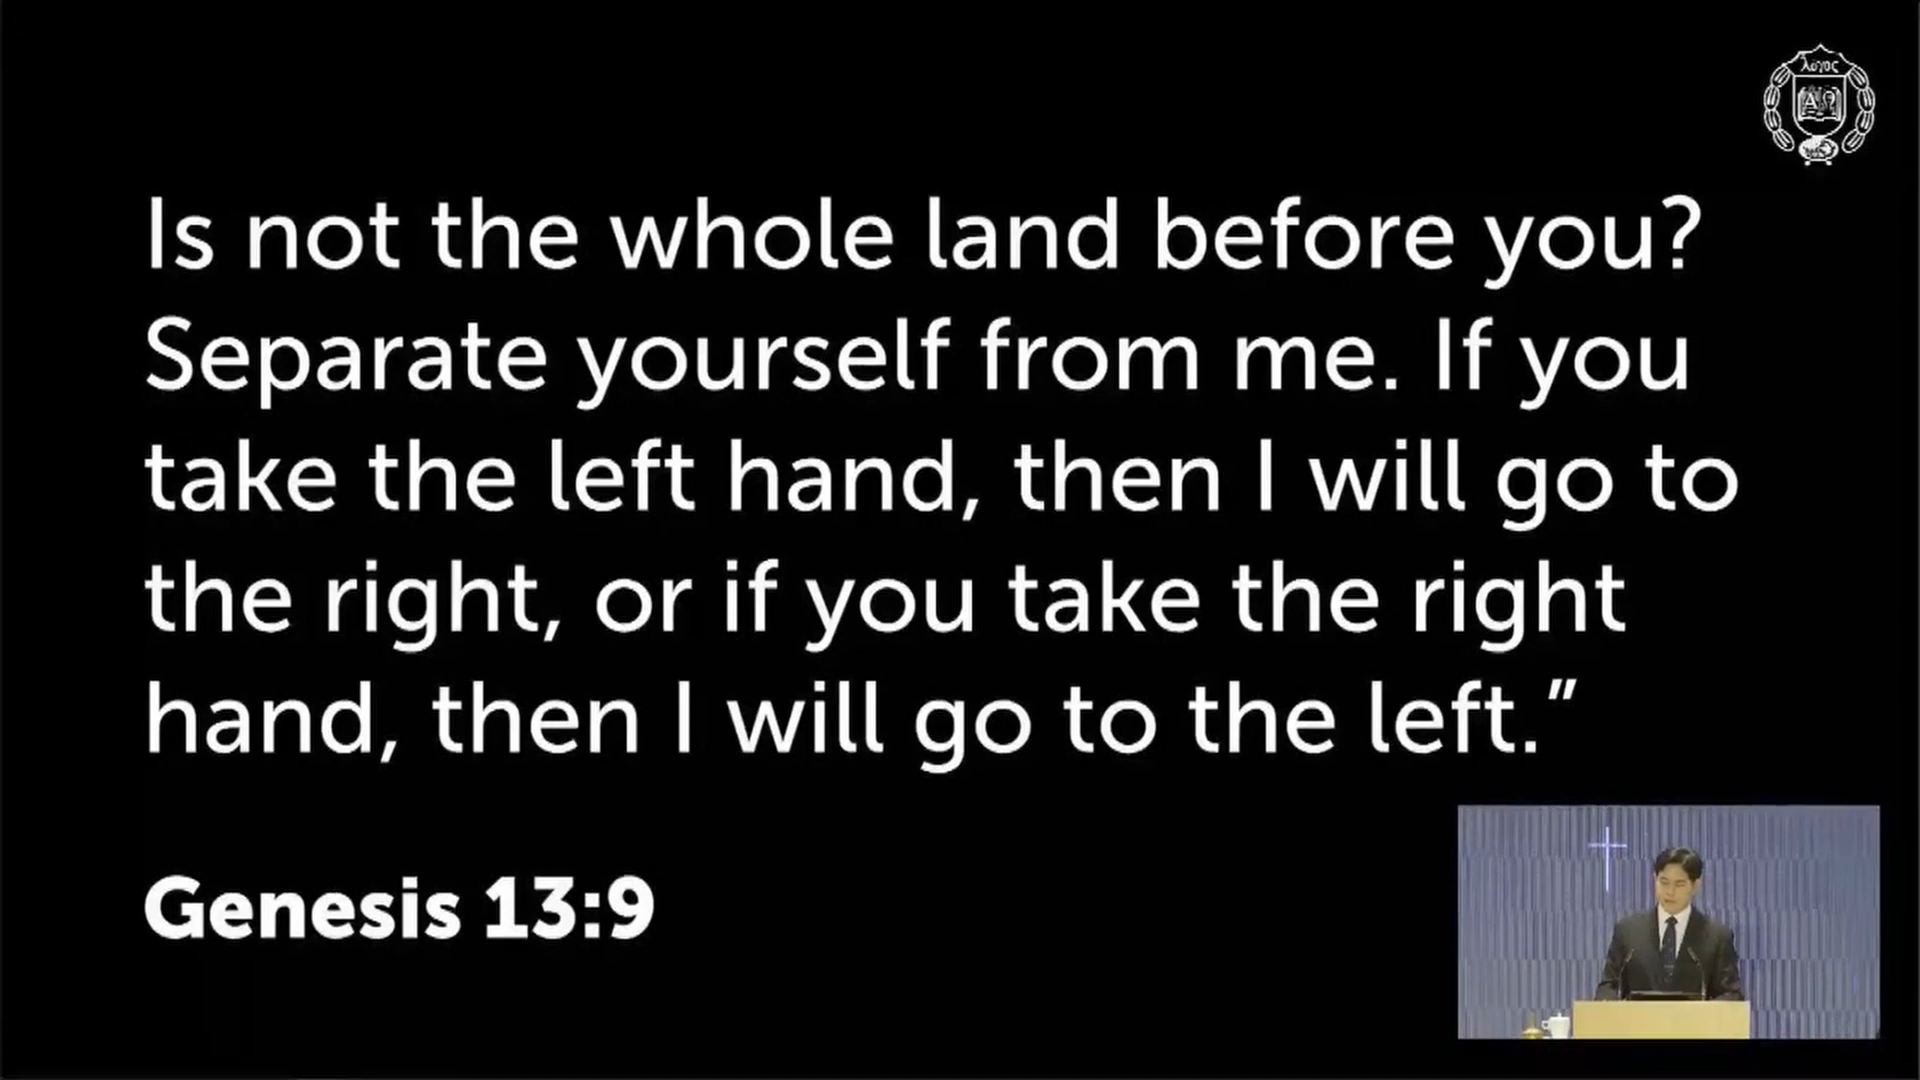 λόγος
Α Ω
Is not the whole land before you?
Separate yourself from me. If you
take the left hand, then I will go to
the right, or if you take the right
hand, then I will go to the left.”
Genesis 13:9